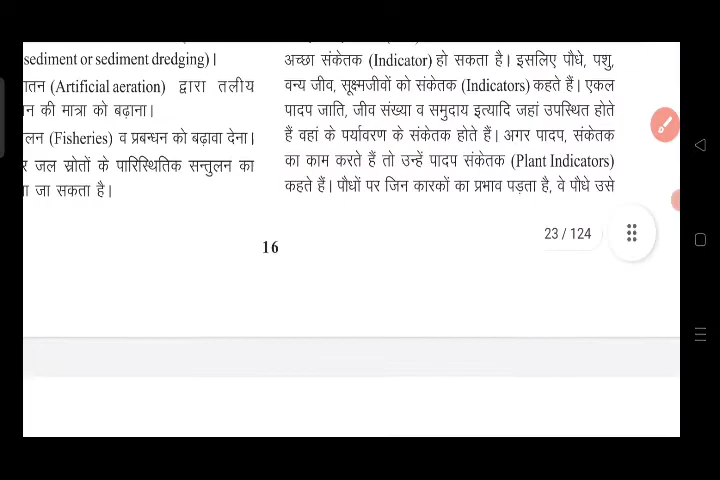 sediment or sediment dredging)।
(Artificial aeration) द्वारा तलीय
की मात्रा को बढ़ाना।
(Fisheries) व प्रबन्धन को बढ़ावा देना।
जल स्रोतों के पारिस्थितिक सन्तुलन का
जा सकता है।
अच्छा संकेतक (Indicator) हो सकता है। इसलिए पौधे, पशु,
वन्य जीव, सूक्ष्मजीवों को संकेतक (Indicators) कहते हैं। एकल
पादप जाति, जीव संख्या व समुदाय इत्यादि जहां उपस्थित होते
हैं वहां के पर्यावरण के संकेतक होते हैं। अगर पादप, संकेतक
का काम करते हैं तो उन्हें पादप संकेतक (Plant Indicators)
कहते हैं। पौधों पर जिन कारकों का प्रभाव पड़ता है, वे पौधे उसे
23 / 124
16